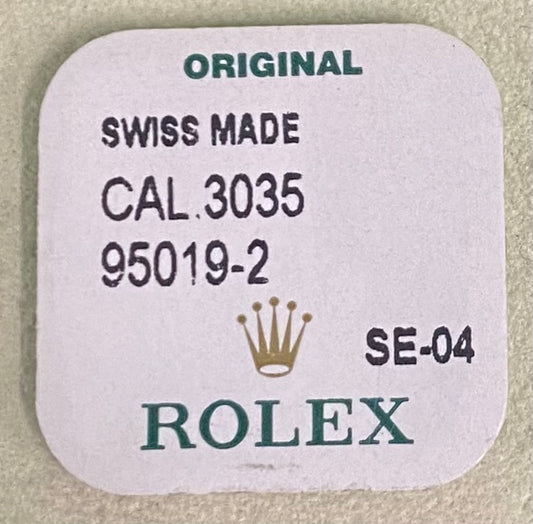 ORIGINAL
SWISS MADE
CAL.3035
95019-2
SE-04
ROLEX